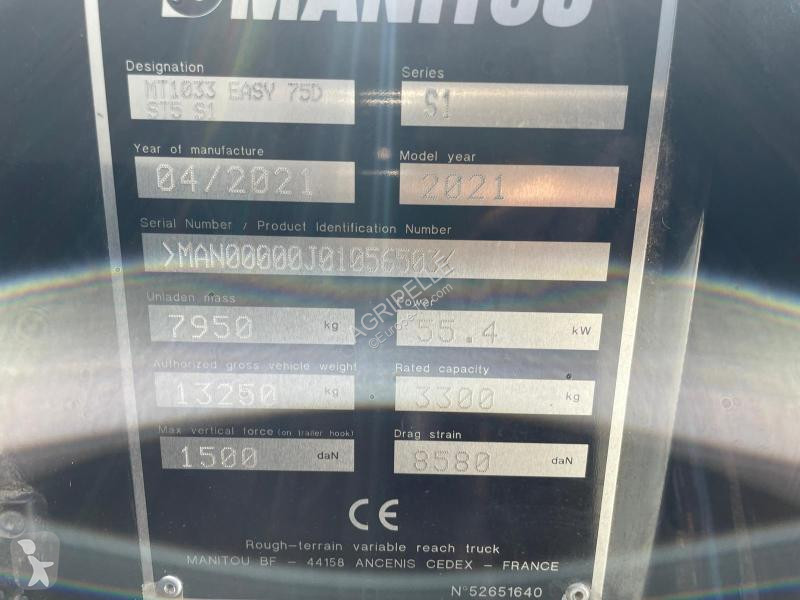 MANITOU
Designation
MT1033 EASY 75D
ST5 S1
Series
S1
Year of manufacture
04/2021
Model year
2021
Serial Number / Product Identification Number
>MAN00000J01056503<
Unladen mass
7950 kg
Power
55.4 kW
Authorized gross vehicle weight
13250 kg
Rated capacity
3300 kg
Max vertical force (on trailer hook)
1500 daN
Drag strain
8580 daN
CE
Rough-terrain variable reach truck
MANITOU BF - 44158 ANCENIS CEDEX - FRANCE
N°52651640
AGRIPELLE